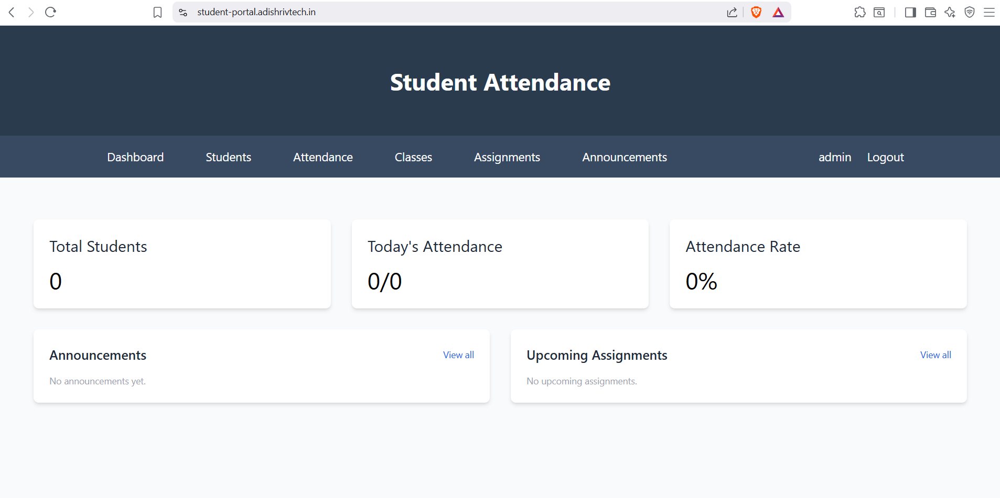 student-portal.adishrivtech.in
Student Attendance
Dashboard Students Attendance Classes Assignments Announcements admin Logout
Total Students
0
Today's Attendance
0/0
Attendance Rate
0%
Announcements View all
No announcements yet.
Upcoming Assignments View all
No upcoming assignments.